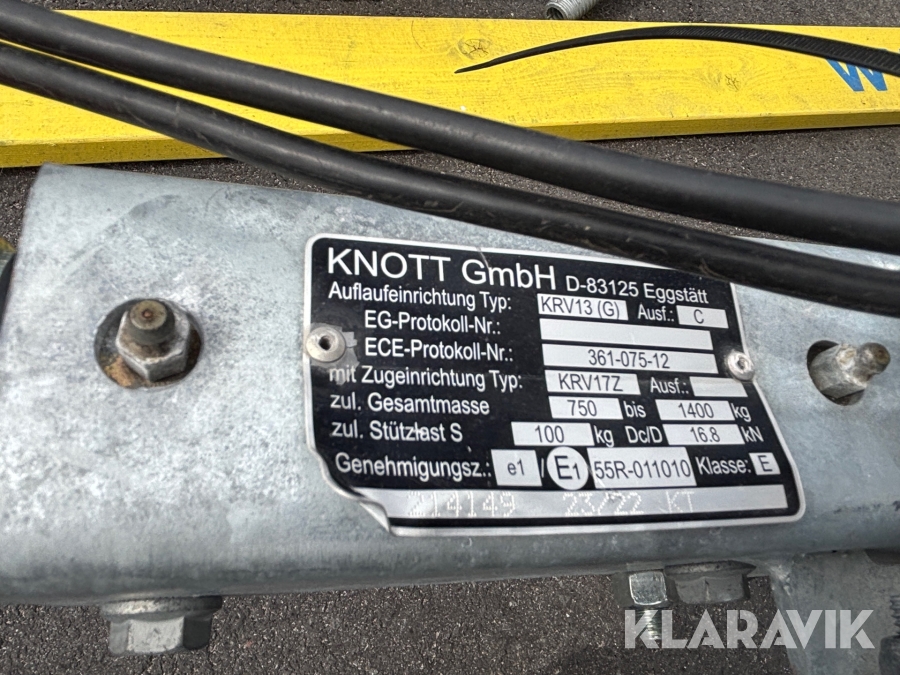 W
KNOTT GmbH D-83125 Eggstätt
Auflaufeinrichtung Typ: KRV13 (G) Ausf.: C
EG-Protokoll-Nr.:
ECE-Protokoll-Nr.: 361-075-12
mit Zugeinrichtung Typ: KRV17Z Ausf.:
zul. Gesamtmasse 750 bis 1400 kg
zul. Stützlast S 100 kg Dc/D 16.8 kN
Genehmigungsz.: e1 / E1 55R-011010 Klasse: E
214149 23/22 KT
KLARAVIK